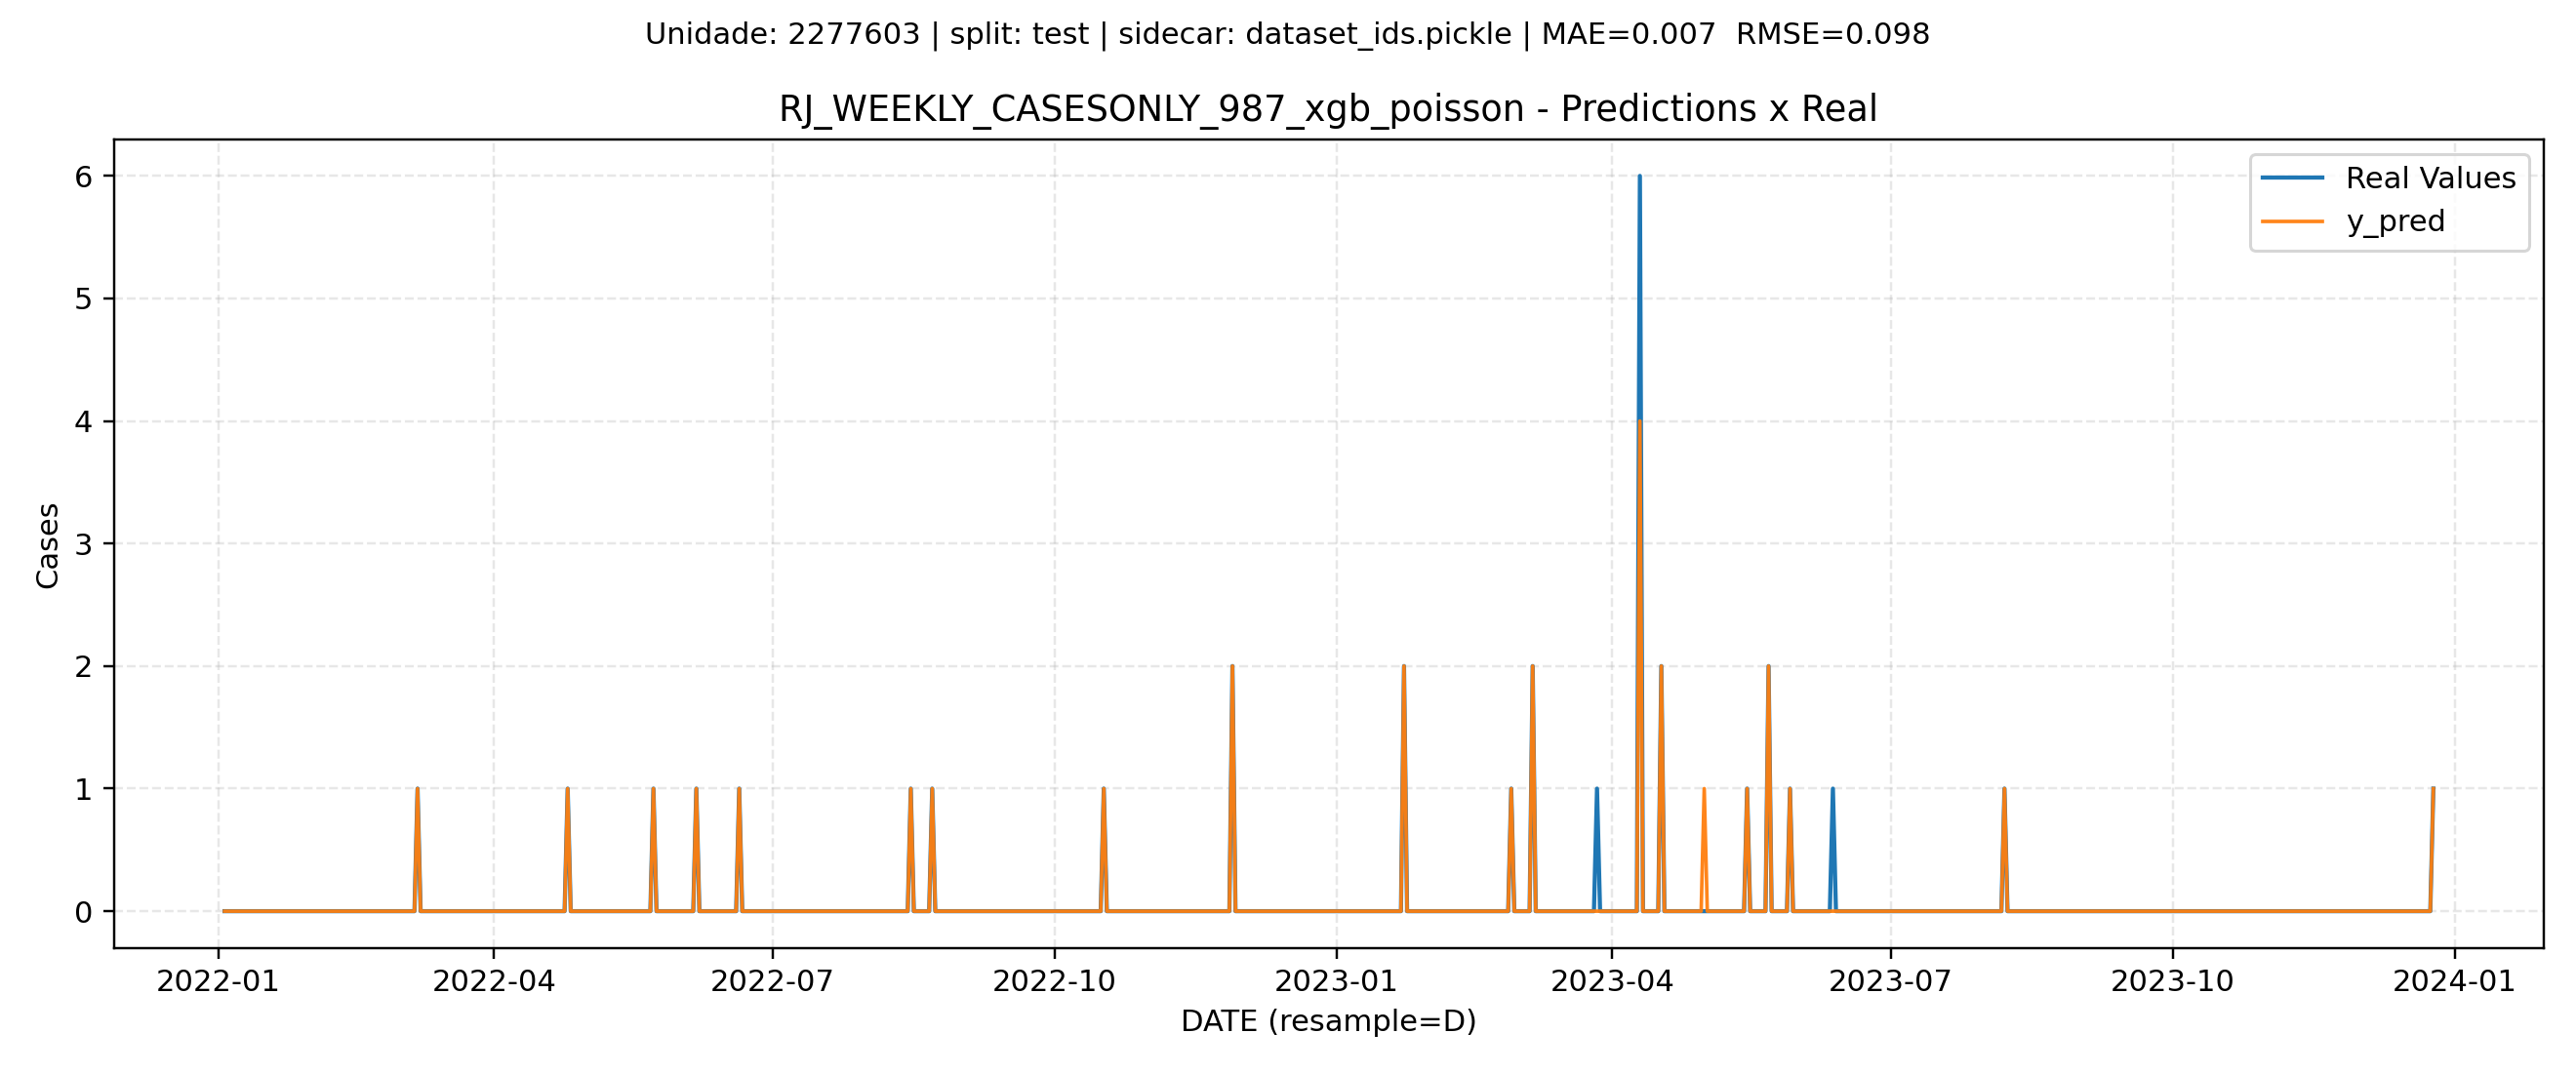 Unidade: 2277603 | split: test | sidecar: dataset_ids.pickle | MAE=0.007  RMSE=0.098
RJ_WEEKLY_CASESONLY_987_xgb_poisson - Predictions x Real
Real Values
y_pred
6
5
4
3
2
1
0
Cases
2022-01 2022-04 2022-07 2022-10 2023-01 2023-04 2023-07 2023-10 2024-01
DATE (resample=D)